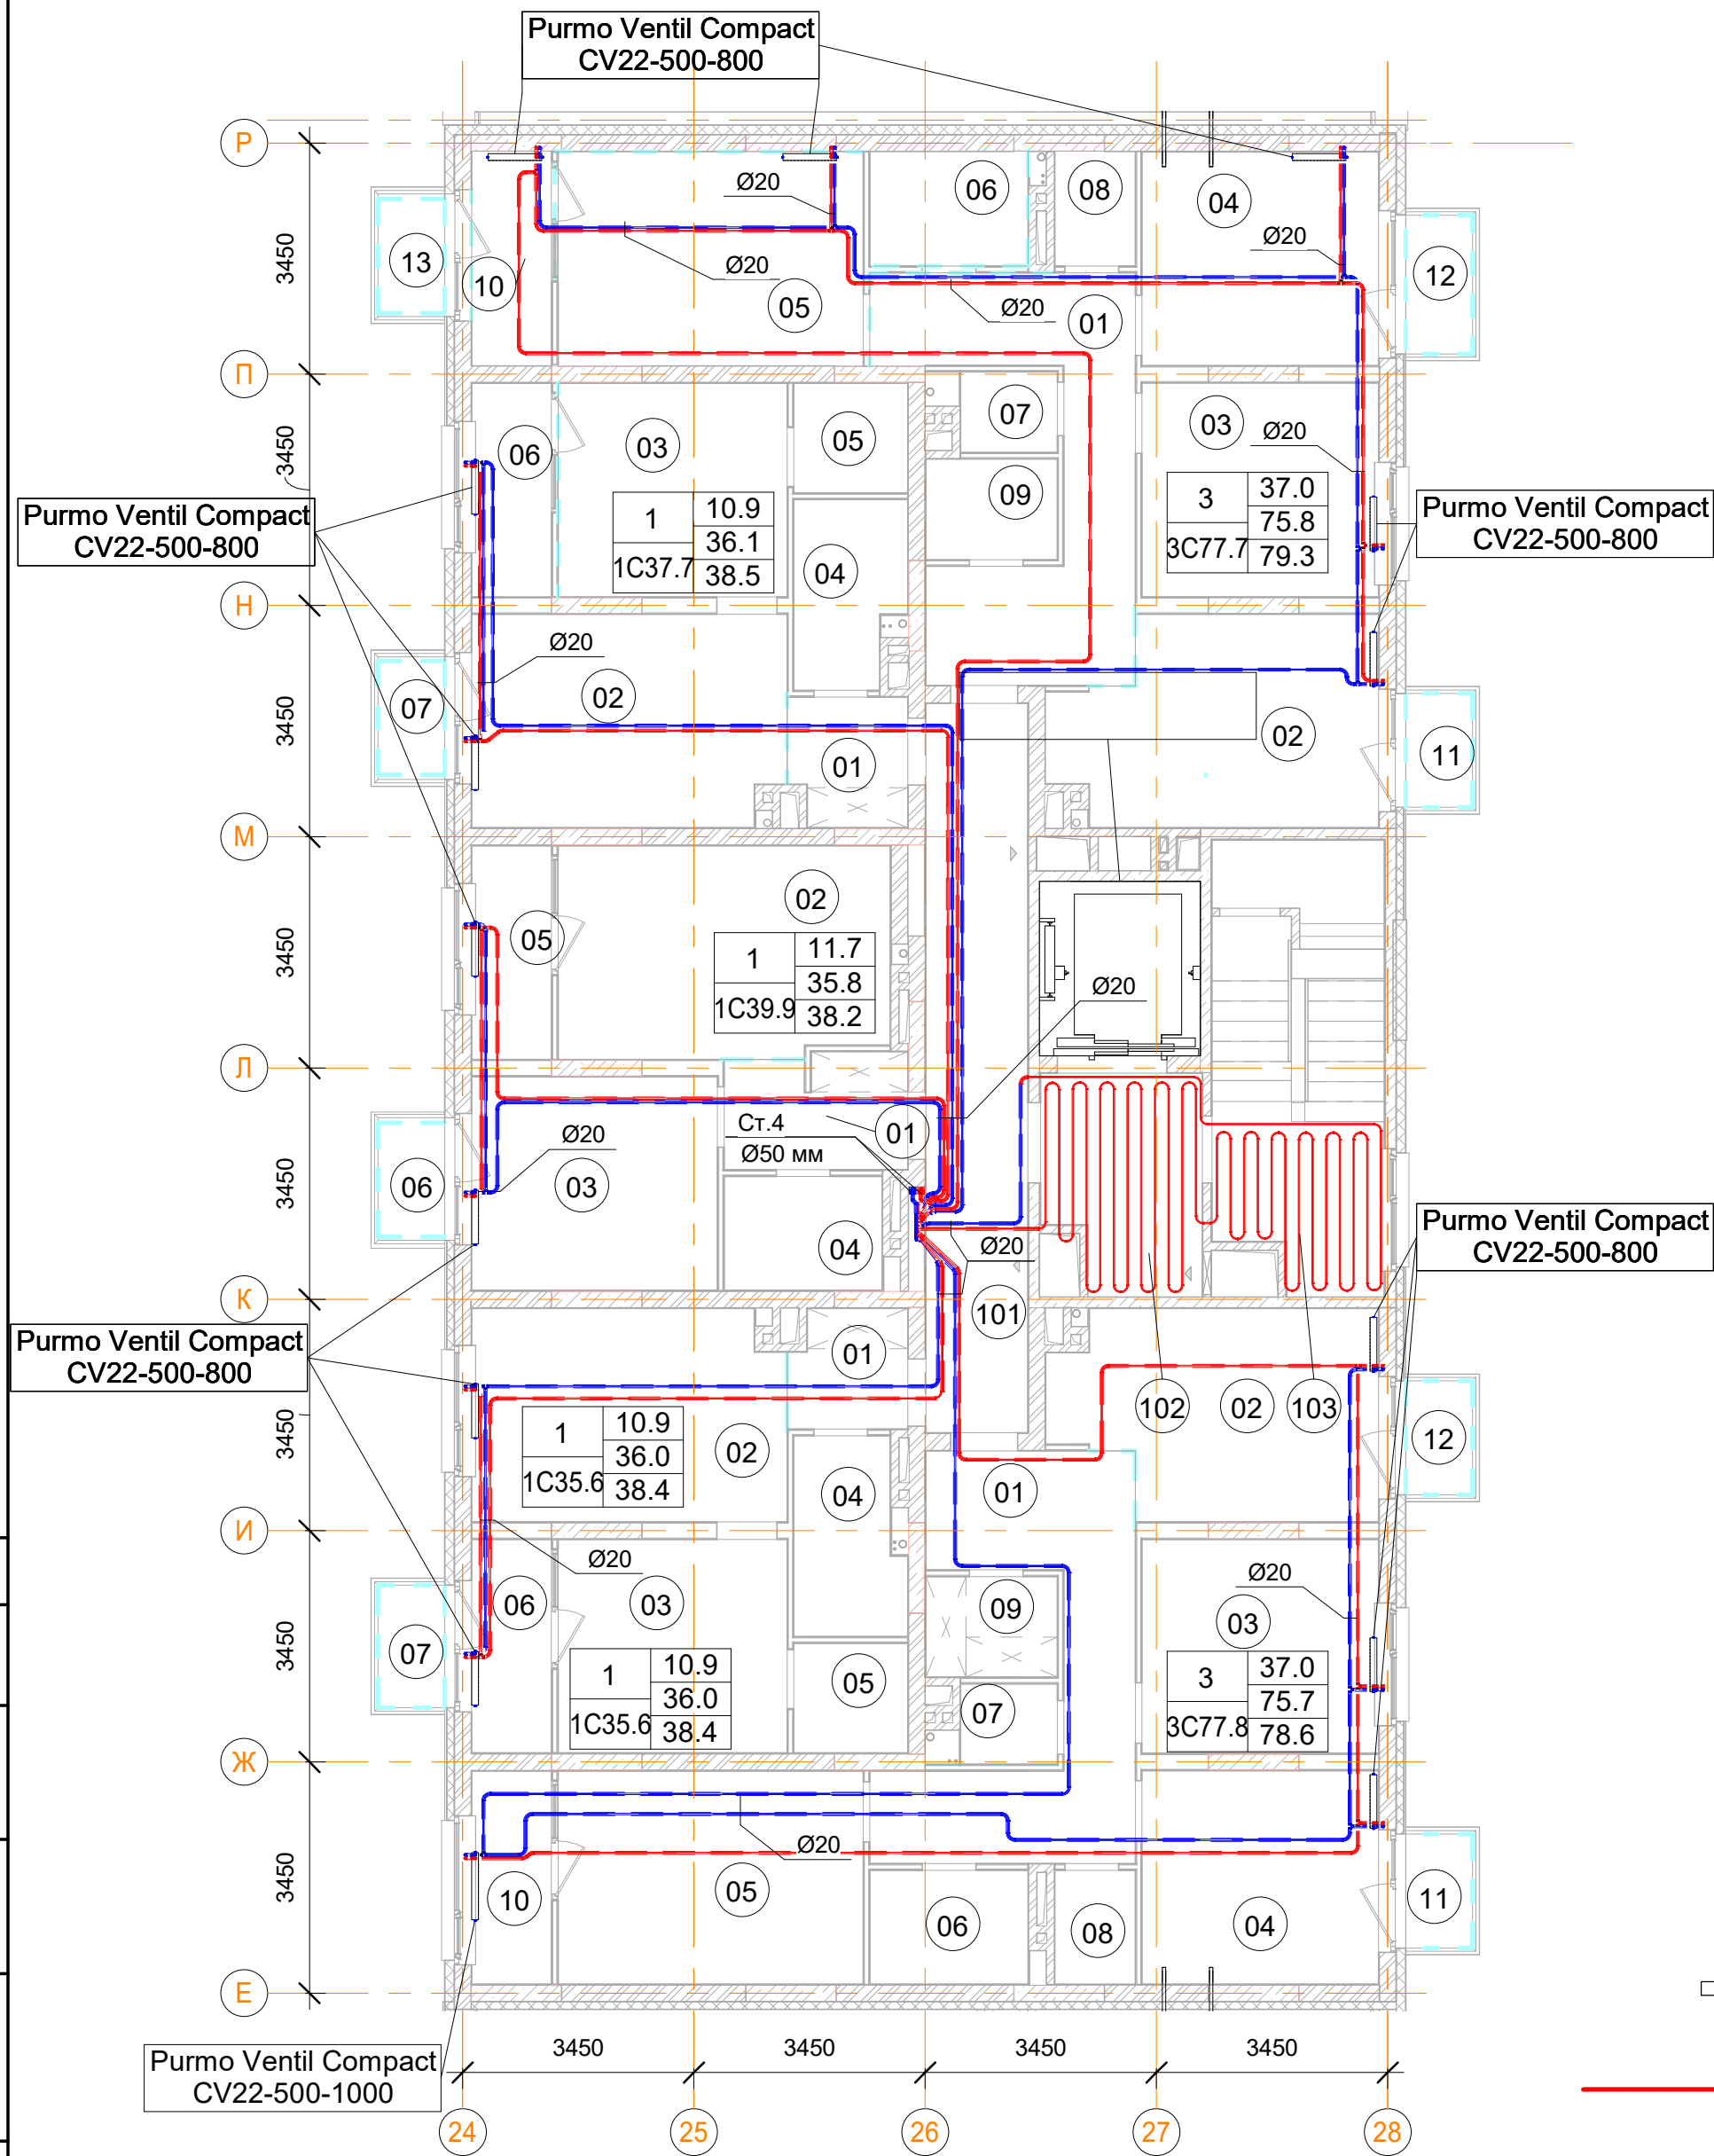 Purmo Ventil Compact
CV22-500-800
Р
3450
13
10
Ø20
Ø20
05
06
08
04
Ø20
Ø20
01
12
П
3450
06
03
05
07
09
03
Ø20
1
10.9
36.1
1С37.7
38.5
04
3
37.0
75.8
3С77.7
79.3
Purmo Ventil Compact
CV22-500-800
Purmo Ventil Compact
CV22-500-800
Н
3450
Ø20
02
07
01
02
11
М
3450
05
02
1
11.7
35.8
1С39.9
38.2
Ø20
Л
3450
06
Ø20
03
Ст.4
Ø50 мм
01
04
Ø20
Purmo Ventil Compact
CV22-500-800
К
101
Purmo Ventil Compact
CV22-500-800
01
102
02
103
12
3450
1
10.9
36.0
1С35.6
38.4
02
04
01
И
3450
Ø20
06
03
07
09
Ø20
03
1
10.9
36.0
1С35.6
38.4
05
07
3
37.0
75.7
3С77.8
78.6
Ж
3450
Ø20
10
05
06
08
04
11
Е
Purmo Ventil Compact
CV22-500-1000
3450
3450
3450
3450
24
25
26
27
28